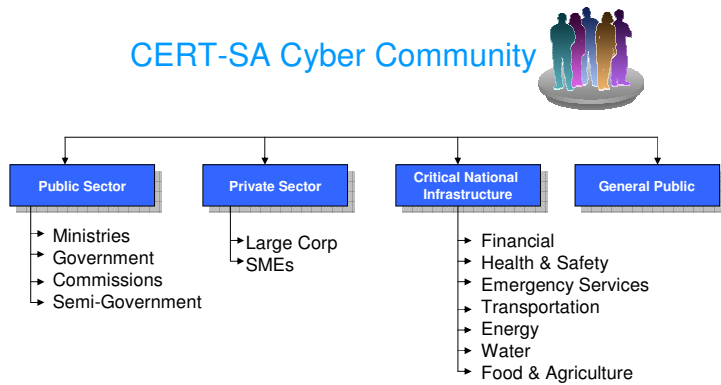 CERT-SA Cyber Community
Public Sector
Private Sector
Critical National
Infrastructure
General Public
Ministries
Government
Commissions
Semi-Government
Large Corp
SMEs
Financial
Health & Safety
Emergency Services
Transportation
Energy
Water
Food & Agriculture